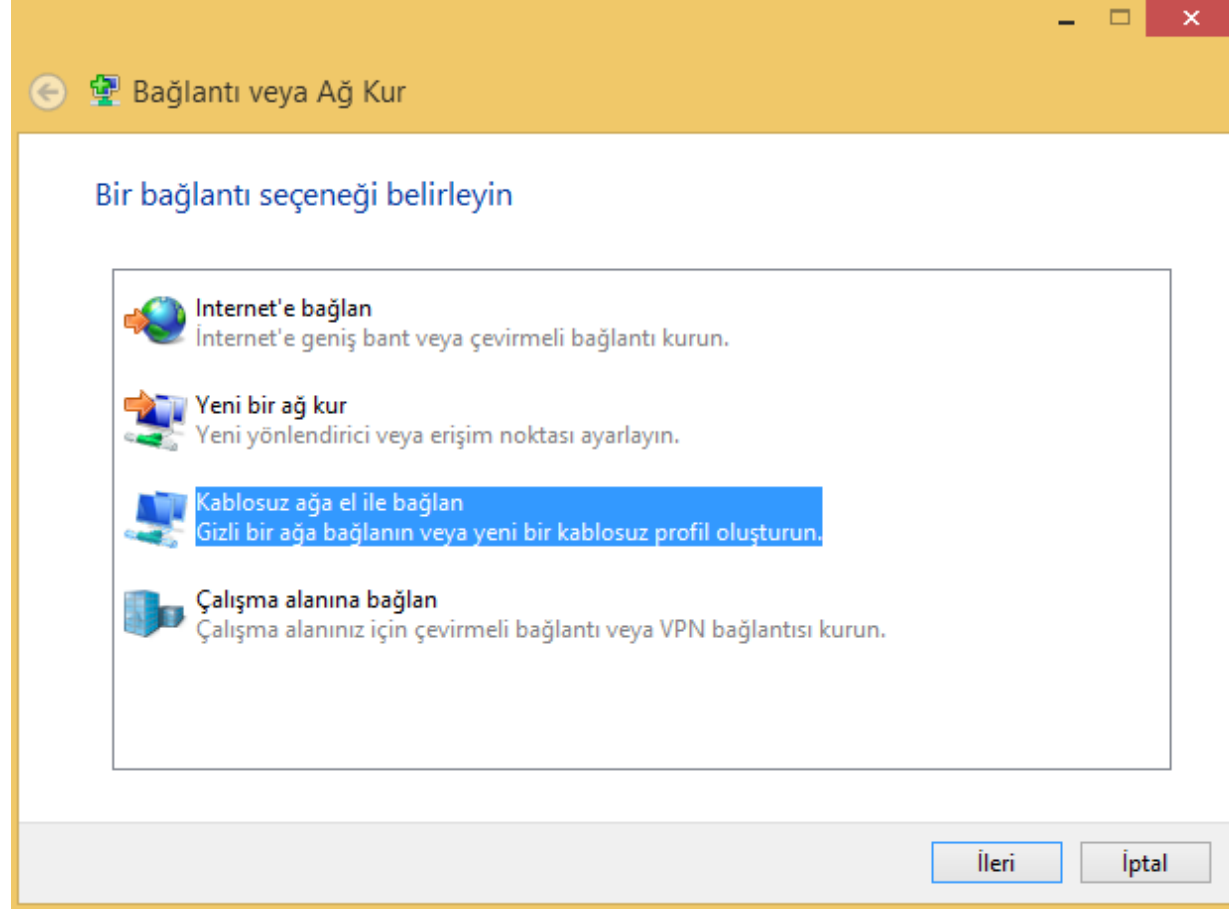 Bağlantı veya Ağ Kur
Bir bağlantı seçeneği belirleyin
Internet'e bağlan
İnternet'e geniş bant veya çevirmeli bağlantı kurun.
Yeni bir ağ kur
Yeni yönlendirici veya erişim noktası ayarlayın.
Kablosuz ağa el ile bağlan
Gizli bir ağa bağlanın veya yeni bir kablosuz profil oluşturun.
Çalışma alanına bağlan
Çalışma alanınız için çevirmeli bağlantı veya VPN bağlantısı kurun.
İleri
İptal